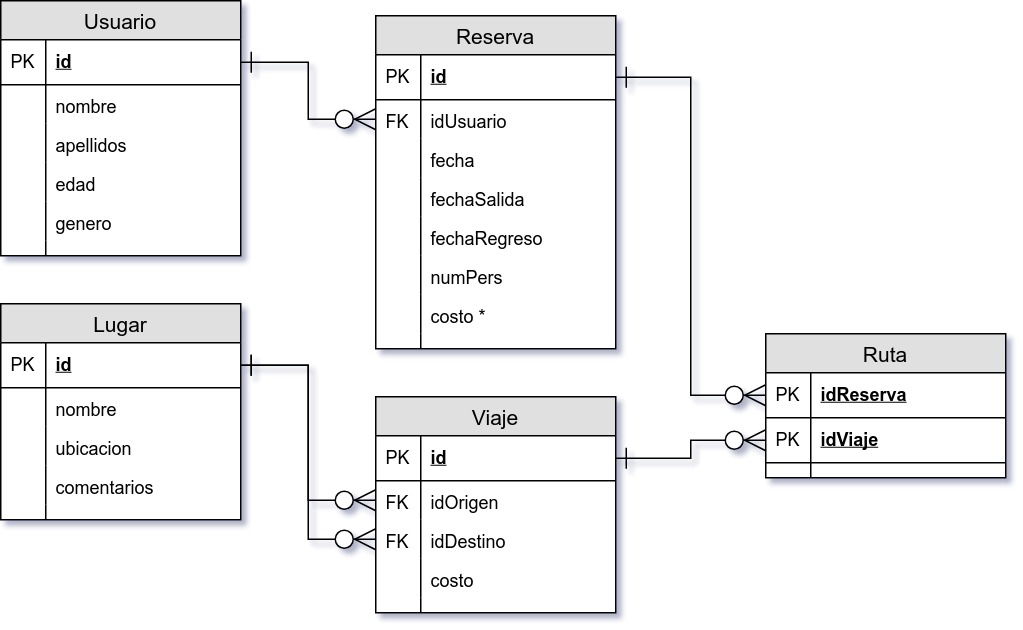 Usuario
PK id
nombre
apellidos
edad
genero
Reserva
PK id
FK idUsuario
fecha
fechaSalida
fechaRegreso
numPers
costo *
Lugar
PK id
nombre
ubicacion
comentarios
Viaje
PK id
FK idOrigen
FK idDestino
costo
Ruta
PK idReserva
PK idViaje